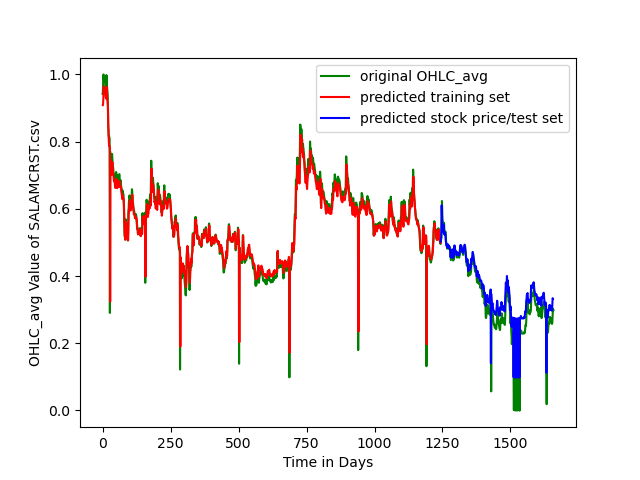 original OHLC_avg
predicted training set
predicted stock price/test set
OHLC_avg Value of SALAMCRST.csv
1.0
0.8
0.6
0.4
0.2
0.0
0 250 500 750 1000 1250 1500
Time in Days